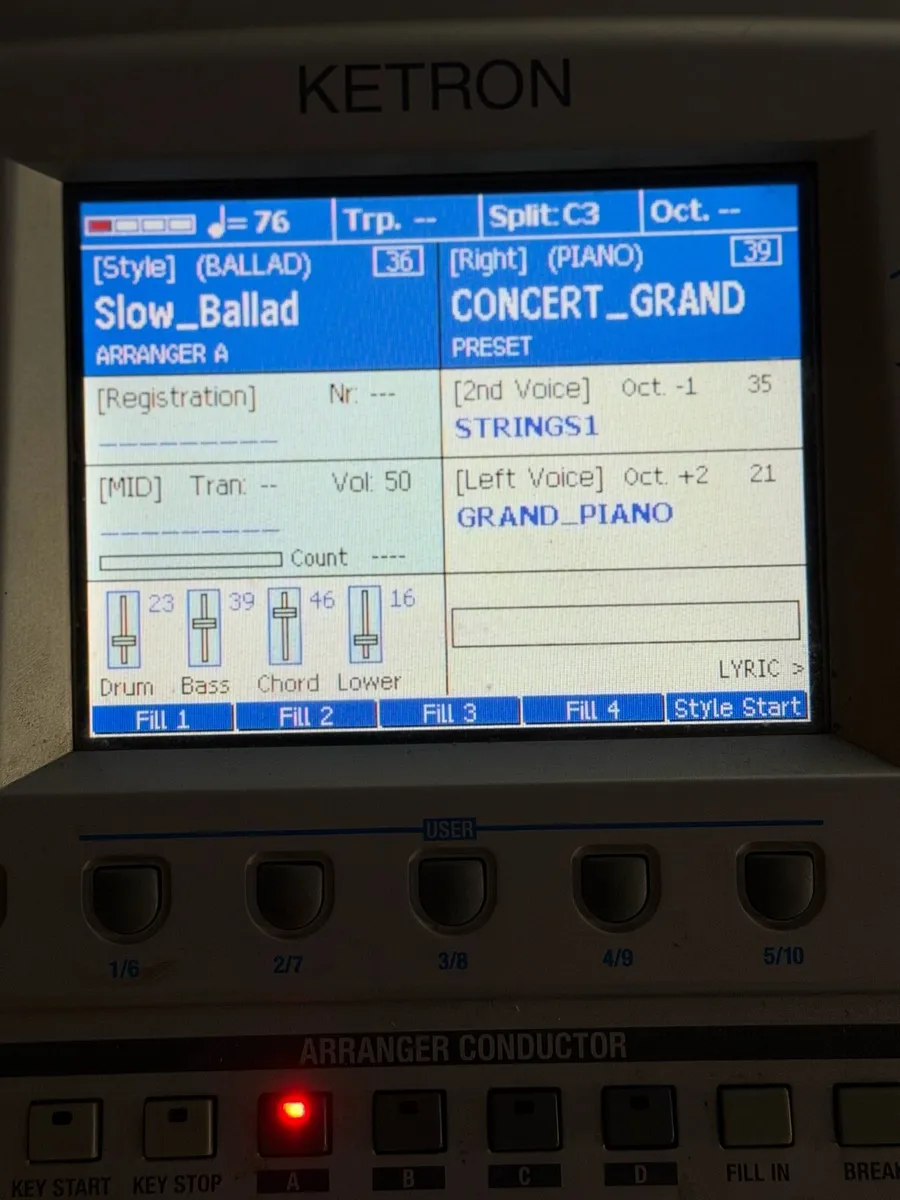 KETRON
♩= 76 Trp. -- Split: C3 Oct. --
[Style] (BALLAD) 36
Slow_Ballad
ARRANGER A
[Right] (PIANO) 39
CONCERT_GRAND
PRESET
[Registration] Nr: ---
_________
[2nd Voice] Oct. -1 35
STRINGS1
[MID] Tran: -- Vol: 50
_________
Count ----
[Left Voice] Oct. +2 21
GRAND_PIANO
23 39 46 16
Drum Bass Chord Lower
LYRIC >
Fill 1 Fill 2 Fill 3 Fill 4 Style Start
USER
1/6 2/7 3/8 4/9 5/10
ARRANGER CONDUCTOR
KEY START KEY STOP A B C D FILL IN BREA